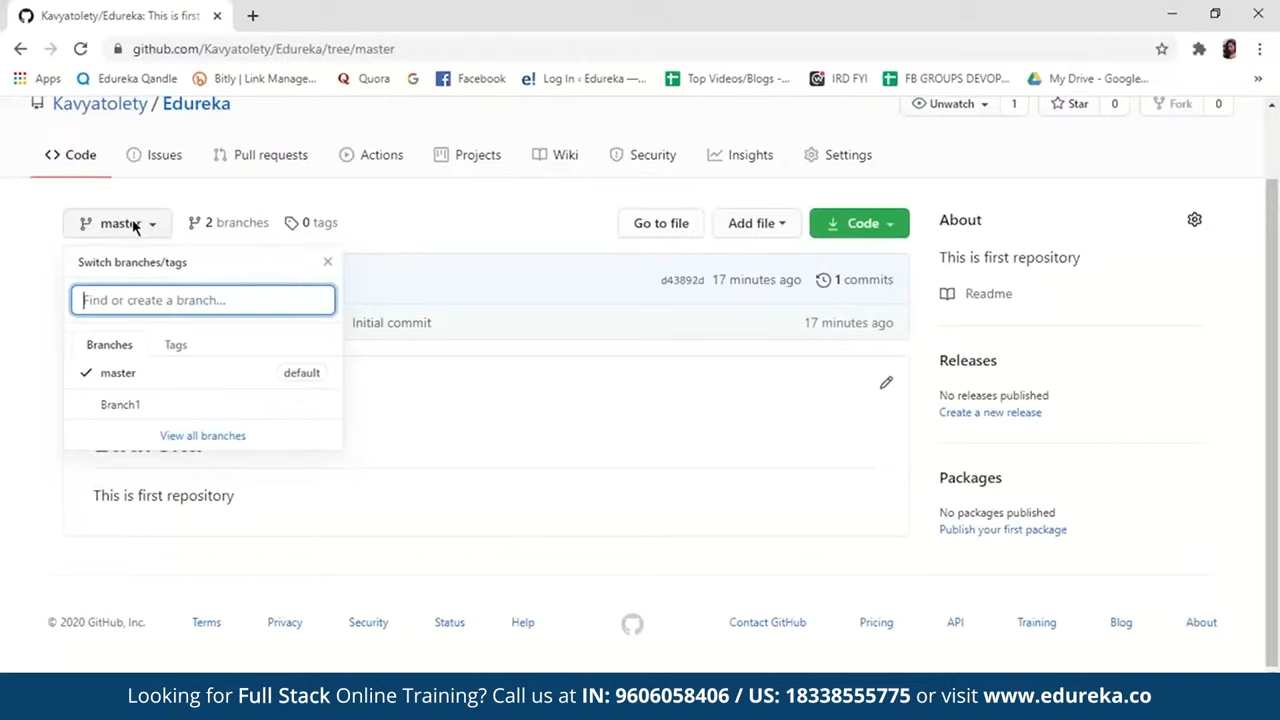 Kavyatolety/Edureka: This is first
github.com/Kavyatolety/Edureka/tree/master
Apps Edureka Qandle Bitly | Link Manage... Quora Facebook Log In ‹ Edureka —... Top Videos/Blogs -... IRD FYI FB GROUPS DEVOP... My Drive - Google... »
Kavyatolety / Edureka
Unwatch 1 Star 0 Fork 0
Code Issues Pull requests Actions Projects Wiki Security Insights Settings
master 2 branches 0 tags Go to file Add file Code
Switch branches/tags
Find or create a branch...
Branches Tags
master default
Branch1
View all branches
d43892d 17 minutes ago 1 commits
Initial commit 17 minutes ago
This is first repository
About
This is first repository
Readme
Releases
No releases published
Create a new release
Packages
No packages published
Publish your first package
© 2020 GitHub, Inc. Terms Privacy Security Status Help Contact GitHub Pricing API Training Blog About
Looking for Full Stack Online Training? Call us at IN: 9606058406 / US: 18338555775 or visit www.edureka.co